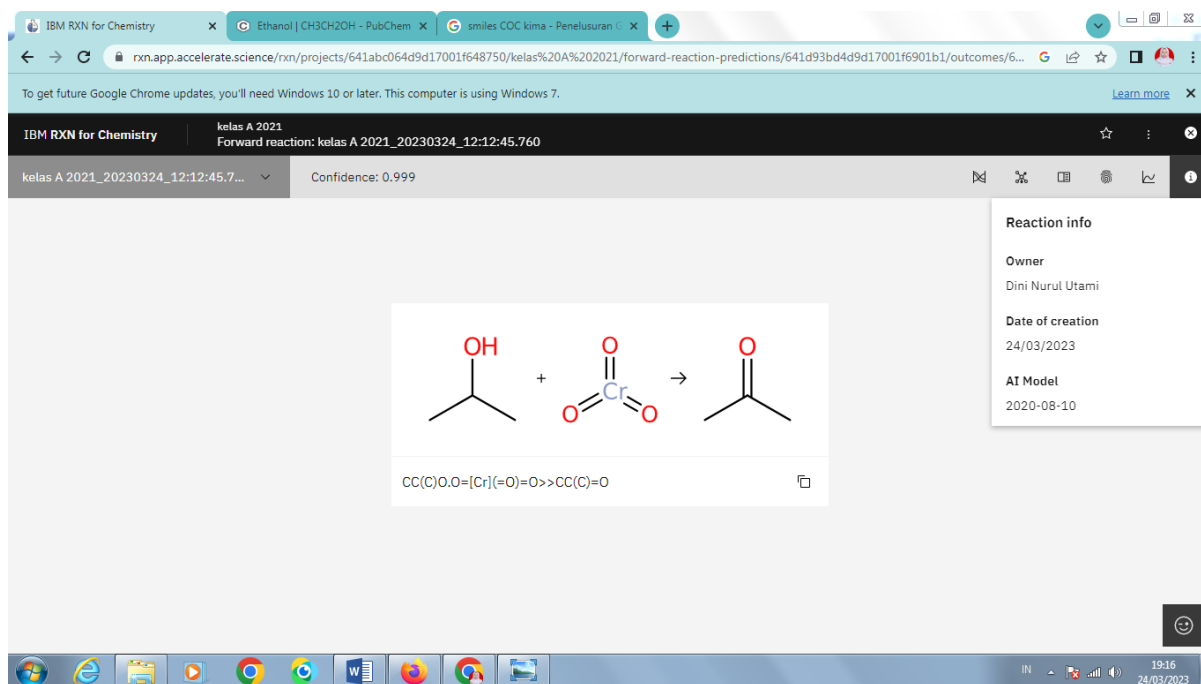 IBM RXN for Chemistry
Ethanol | CH3CH2OH - PubChem
smiles COC kima - Penelusuran G
rxn.app.accelerate.science/rxn/projects/641abc064d9d17001f648750/kelas%20A%202021/forward-reaction-predictions/641d93bd4d9d17001f6901b1/outcomes/6...
To get future Google Chrome updates, you'll need Windows 10 or later. This computer is using Windows 7.
Learn more
IBM RXN for Chemistry
kelas A 2021
Forward reaction: kelas A 2021_20230324_12:12:45.760
kelas A 2021_20230324_12:12:45.7...
Confidence: 0.999
Reaction info
Owner
Dini Nurul Utami
Date of creation
24/03/2023
AI Model
2020-08-10
OH
+
O
Cr
O
O
→
O
CC(C)O.O=[Cr](=O)=O>>CC(C)=O
IN
19:16
24/03/2023